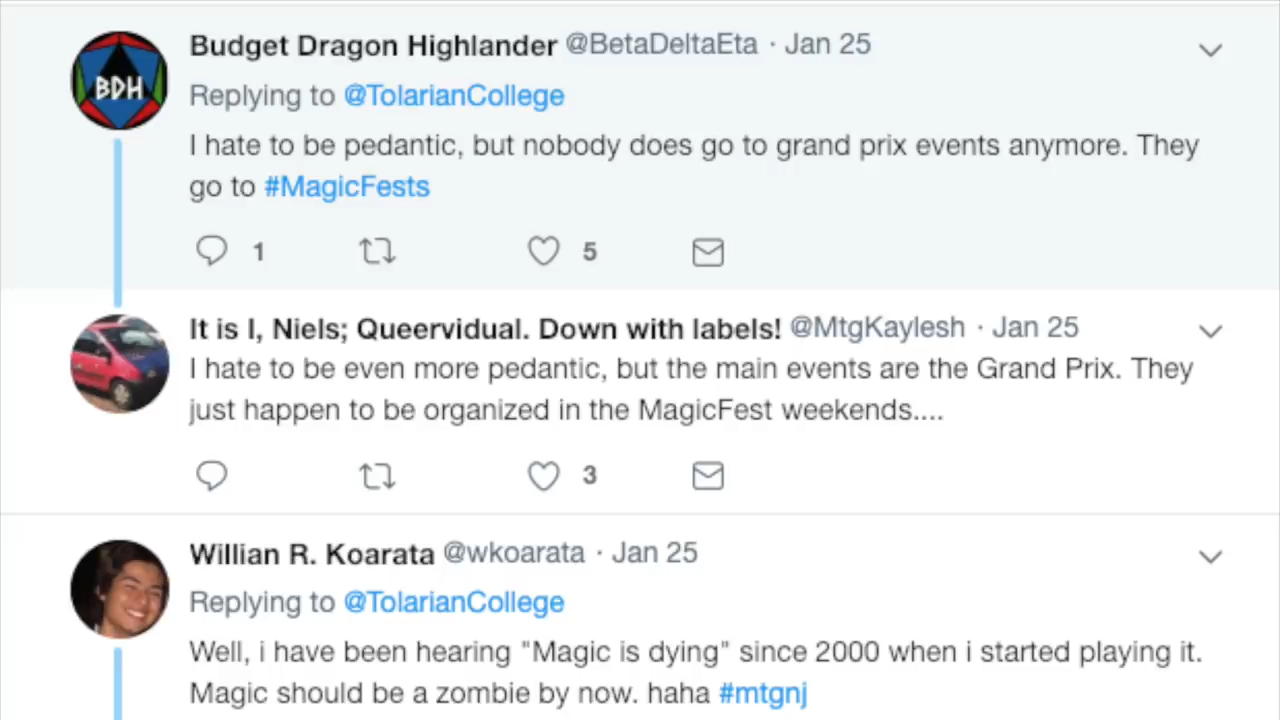 BDH
Budget Dragon Highlander @BetaDeltaEta · Jan 25
Replying to @TolarianCollege
I hate to be pedantic, but nobody does go to grand prix events anymore. They
go to #MagicFests
1 5
It is I, Niels; Queervidual. Down with labels! @MtgKaylesh · Jan 25
I hate to be even more pedantic, but the main events are the Grand Prix. They
just happen to be organized in the MagicFest weekends....
3
Willian R. Koarata @wkoarata · Jan 25
Replying to @TolarianCollege
Well, i have been hearing "Magic is dying" since 2000 when i started playing it.
Magic should be a zombie by now. haha #mtgnj